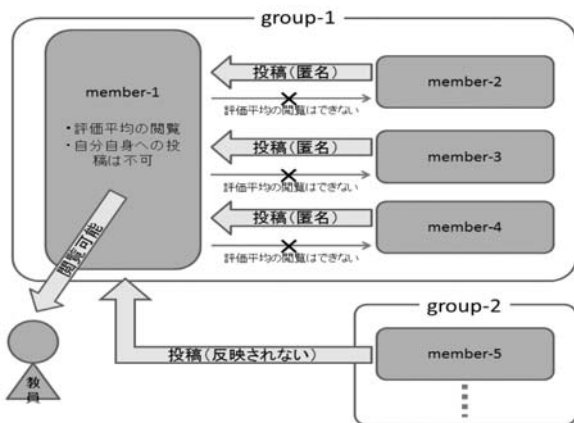 group-1
member-1
・評価平均の閲覧
・自分自身への投
稿は不可
投稿(匿名)
member-2
評価平均の閲覧はできない
投稿(匿名)
member-3
評価平均の閲覧はできない
投稿(匿名)
member-4
評価平均の閲覧はできない
閲覧可能
教員
group-2
投稿(反映されない)
member-5